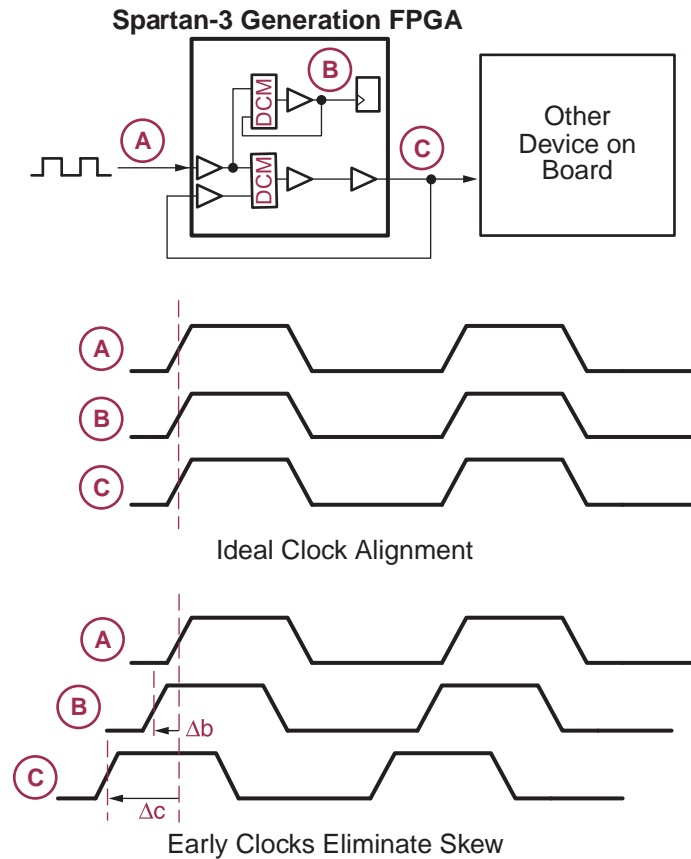 Spartan-3 Generation FPGA
B
DCM
A
C
DCM
Other
Device on
Board
A
B
C
Ideal Clock Alignment
A
B
Δb
C
Δc
Early Clocks Eliminate Skew